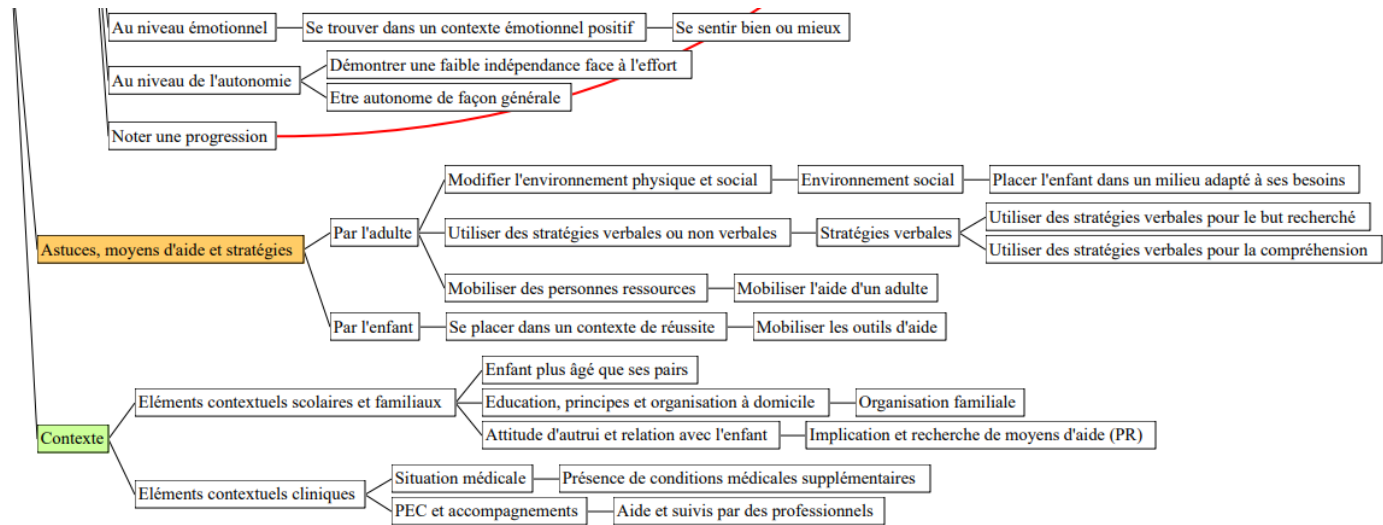 Au niveau émotionnel
Se trouver dans un contexte émotionnel positif
Se sentir bien ou mieux
Au niveau de l'autonomie
Démontrer une faible indépendance face à l'effort
Etre autonome de façon générale
Noter une progression
Astuces, moyens d'aide et stratégies
Par l'adulte
Modifier l'environnement physique et social
Environnement social
Placer l'enfant dans un milieu adapté à ses besoins
Utiliser des stratégies verbales ou non verbales
Stratégies verbales
Utiliser des stratégies verbales pour le but recherché
Utiliser des stratégies verbales pour la compréhension
Mobiliser des personnes ressources
Mobiliser l'aide d'un adulte
Par l'enfant
Se placer dans un contexte de réussite
Mobiliser les outils d'aide
Contexte
Eléments contextuels scolaires et familiaux
Enfant plus âgé que ses pairs
Education, principes et organisation à domicile
Organisation familiale
Attitude d'autrui et relation avec l'enfant
Implication et recherche de moyens d'aide (PR)
Eléments contextuels cliniques
Situation médicale
Présence de conditions médicales supplémentaires
PEC et accompagnements
Aide et suivis par des professionnels